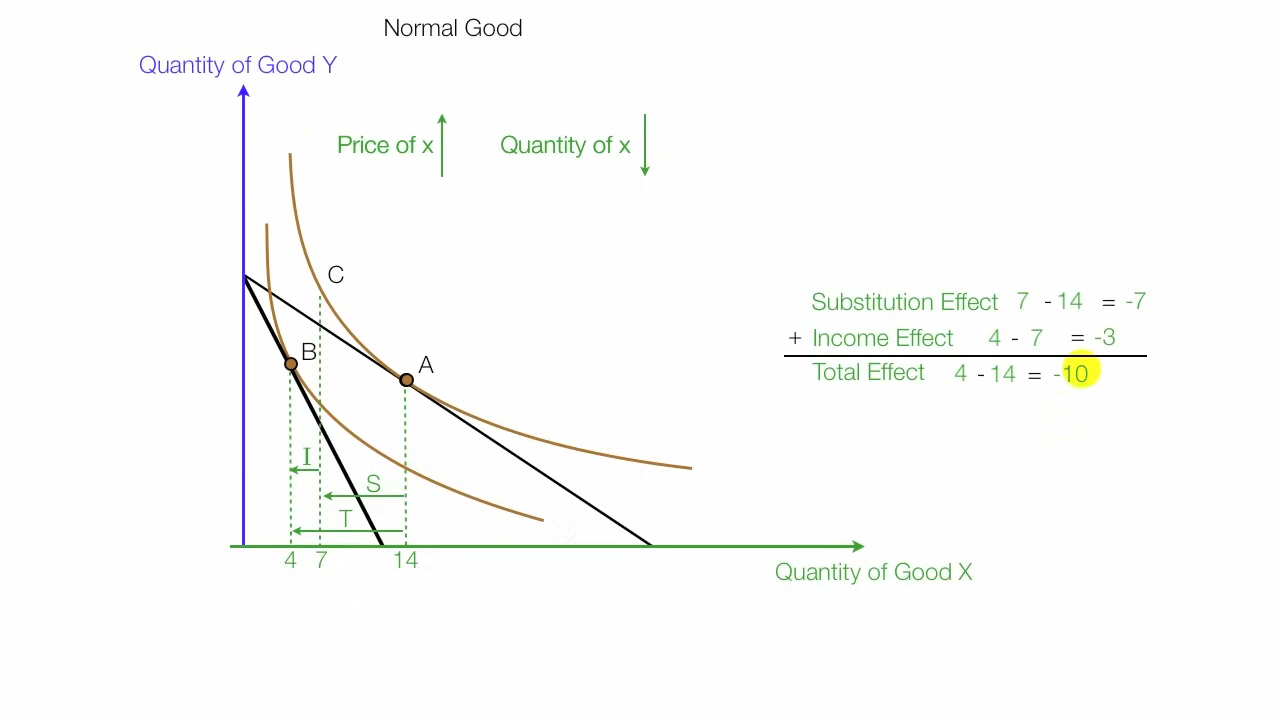 Normal Good
Quantity of Good Y
Price of x
Quantity of x
C
B
A
I
S
T
4 7 14
Quantity of Good X
Substitution Effect 7 - 14 = -7
+ Income Effect 4 - 7 = -3
Total Effect 4 - 14 = -10